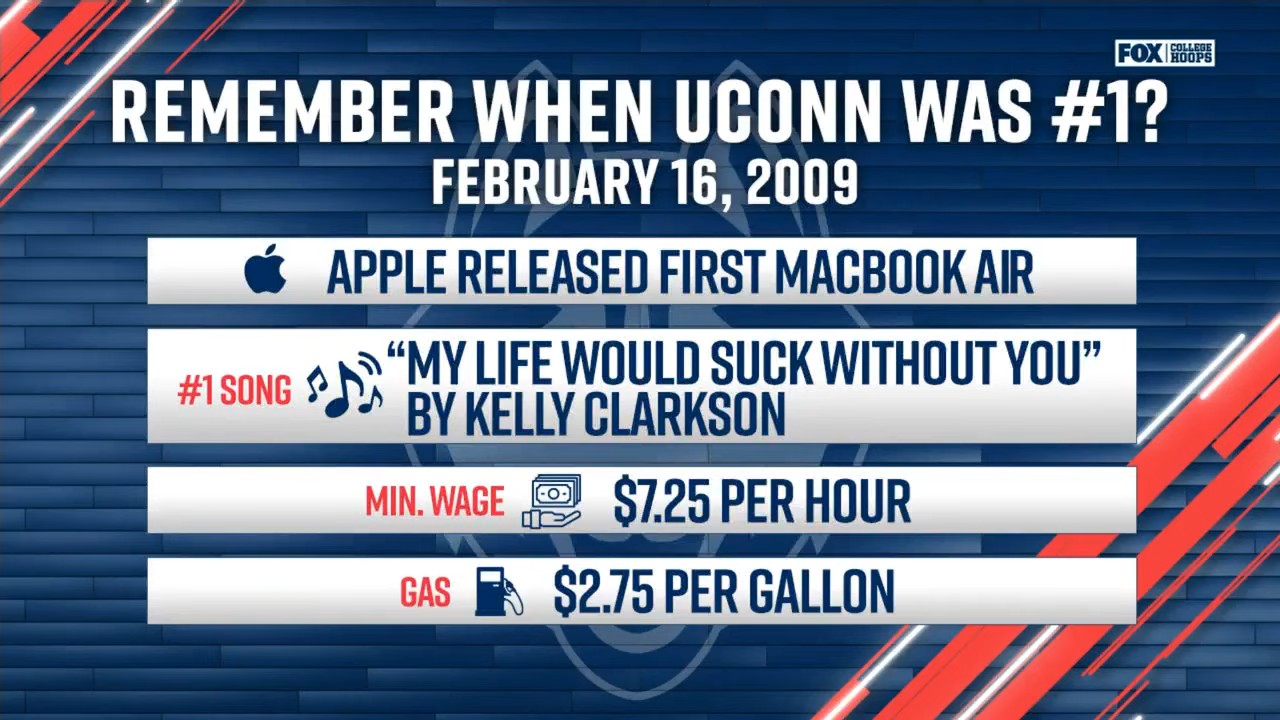 FOX COLLEGE HOOPS
REMEMBER WHEN UCONN WAS #1?
FEBRUARY 16, 2009
APPLE RELEASED FIRST MACBOOK AIR
#1 SONG “MY LIFE WOULD SUCK WITHOUT YOU”
BY KELLY CLARKSON
MIN. WAGE $7.25 PER HOUR
GAS $2.75 PER GALLON